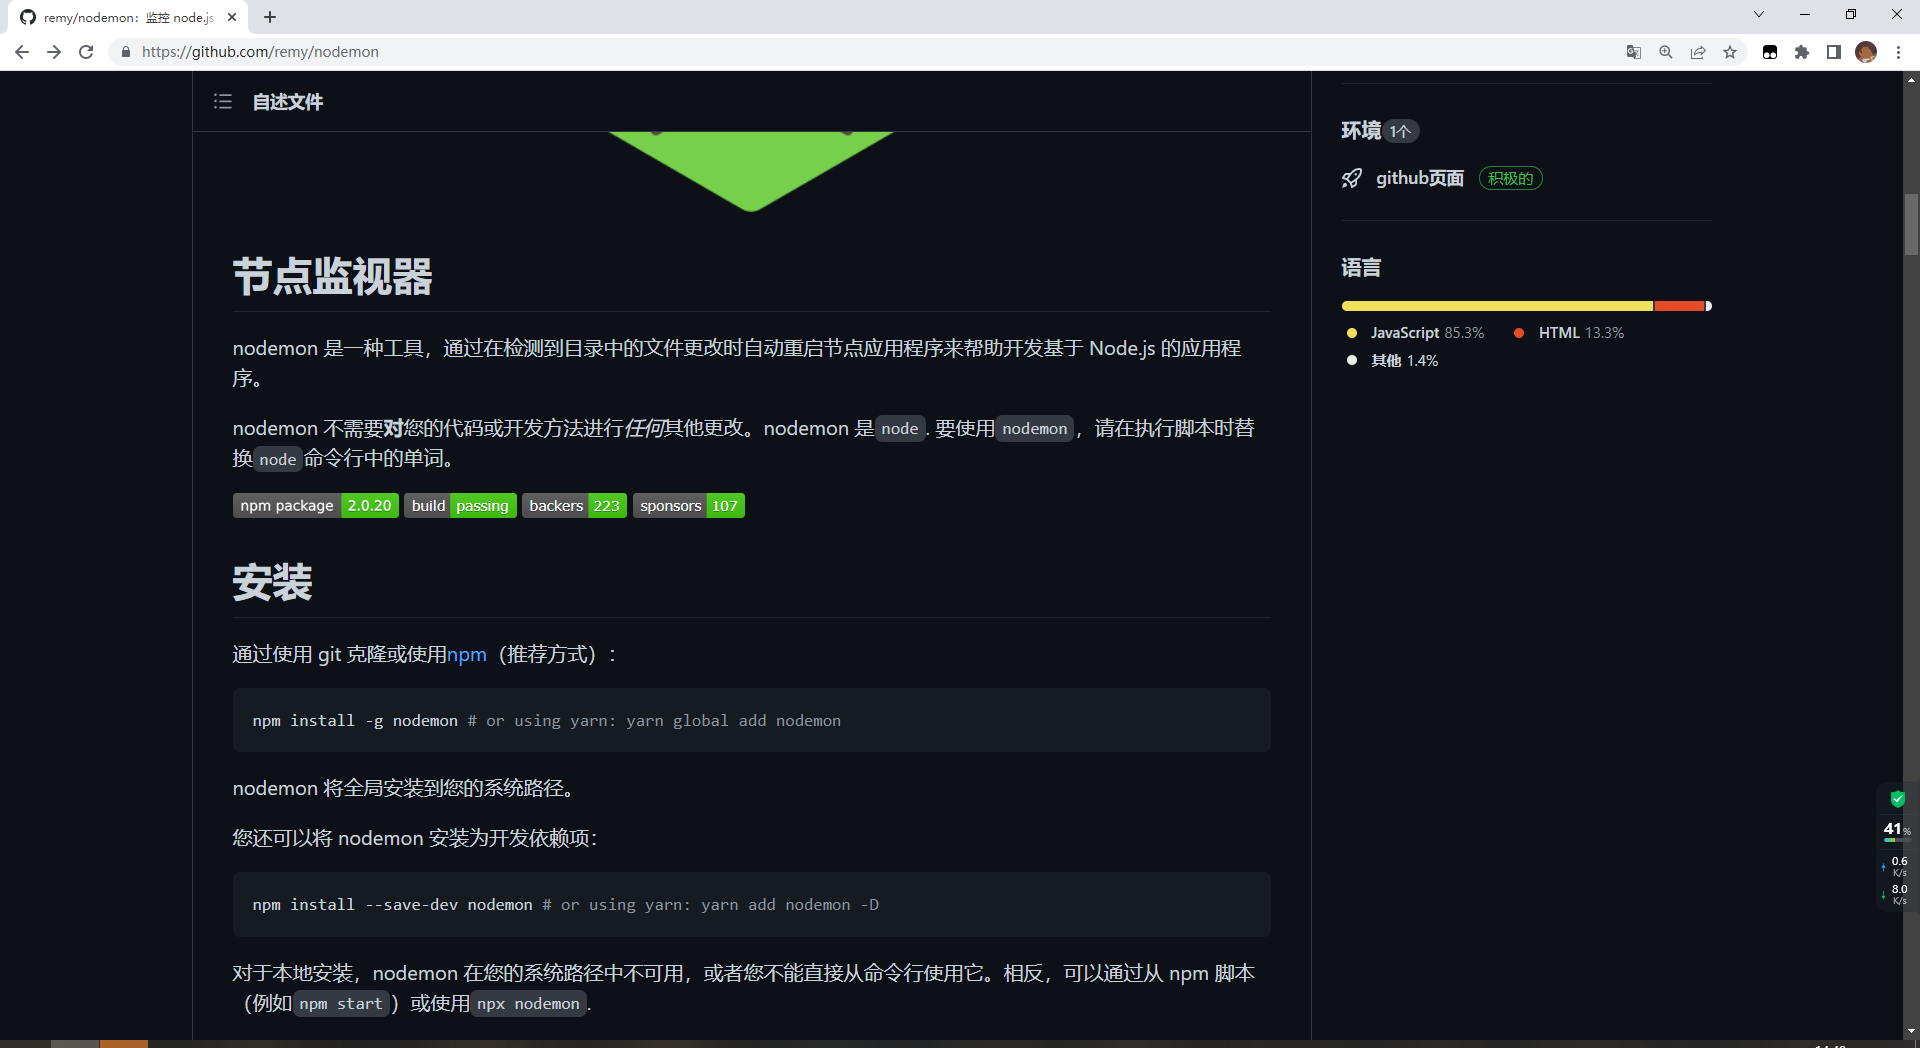 remy/nodemon：监控 node.js
https://github.com/remy/nodemon
自述文件
节点监视器
nodemon 是一种工具，通过在检测到目录中的文件更改时自动重启节点应用程序来帮助开发基于 Node.js 的应用程
序。
nodemon 不需要对您的代码或开发方法进行任何其他更改。nodemon 是 node . 要使用 nodemon ，请在执行脚本时替
换 node 命令行中的单词。
npm package 2.0.20 build passing backers 223 sponsors 107
安装
通过使用 git 克隆或使用npm（推荐方式）：
npm install -g nodemon # or using yarn: yarn global add nodemon
nodemon 将全局安装到您的系统路径。
您还可以将 nodemon 安装为开发依赖项：
npm install --save-dev nodemon # or using yarn: yarn add nodemon -D
对于本地安装，nodemon 在您的系统路径中不可用，或者您不能直接从命令行使用它。相反，可以通过从 npm 脚本
（例如 npm start ）或使用 npx nodemon .
环境 1个
github页面 积极的
语言
JavaScript 85.3% HTML 13.3%
其他 1.4%
41%
0.6
K/s
8.0
K/s